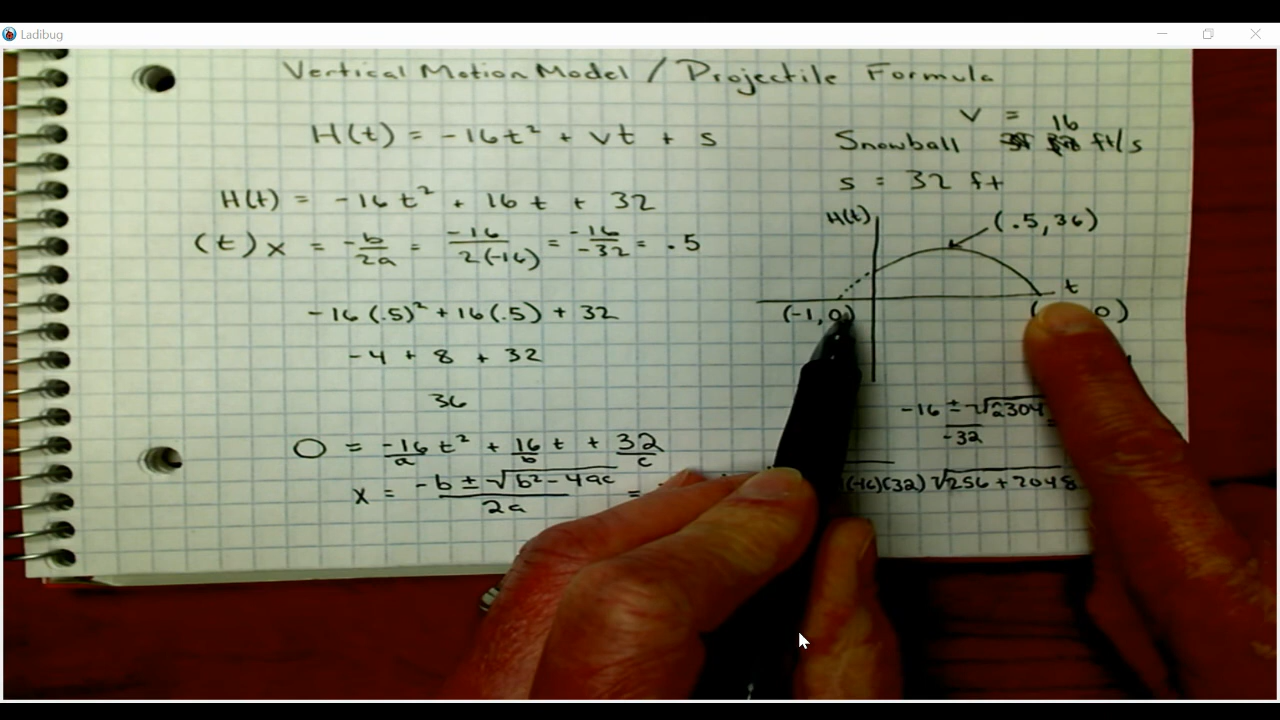 Ladibug
Vertical Motion Model / Projectile Formula
H(t) = -16t² + vt + s
v = 16
Snowball ft/s
s = 32 ft
H(t) = -16t² + 16t + 32
(t) x = -b/2a = -16/2(-16) = -16/-32 = .5
H(t)
(.5, 36)
t
(-1, 0)
( 0)
-16(.5)² + 16(.5) + 32
-4 + 8 + 32
36
-16 ± √2304
-32
0 = -16t² + 16t + 32
a b c
x = -b ± √b² - 4ac / 2a =
(-16)(32) √256 + 2048